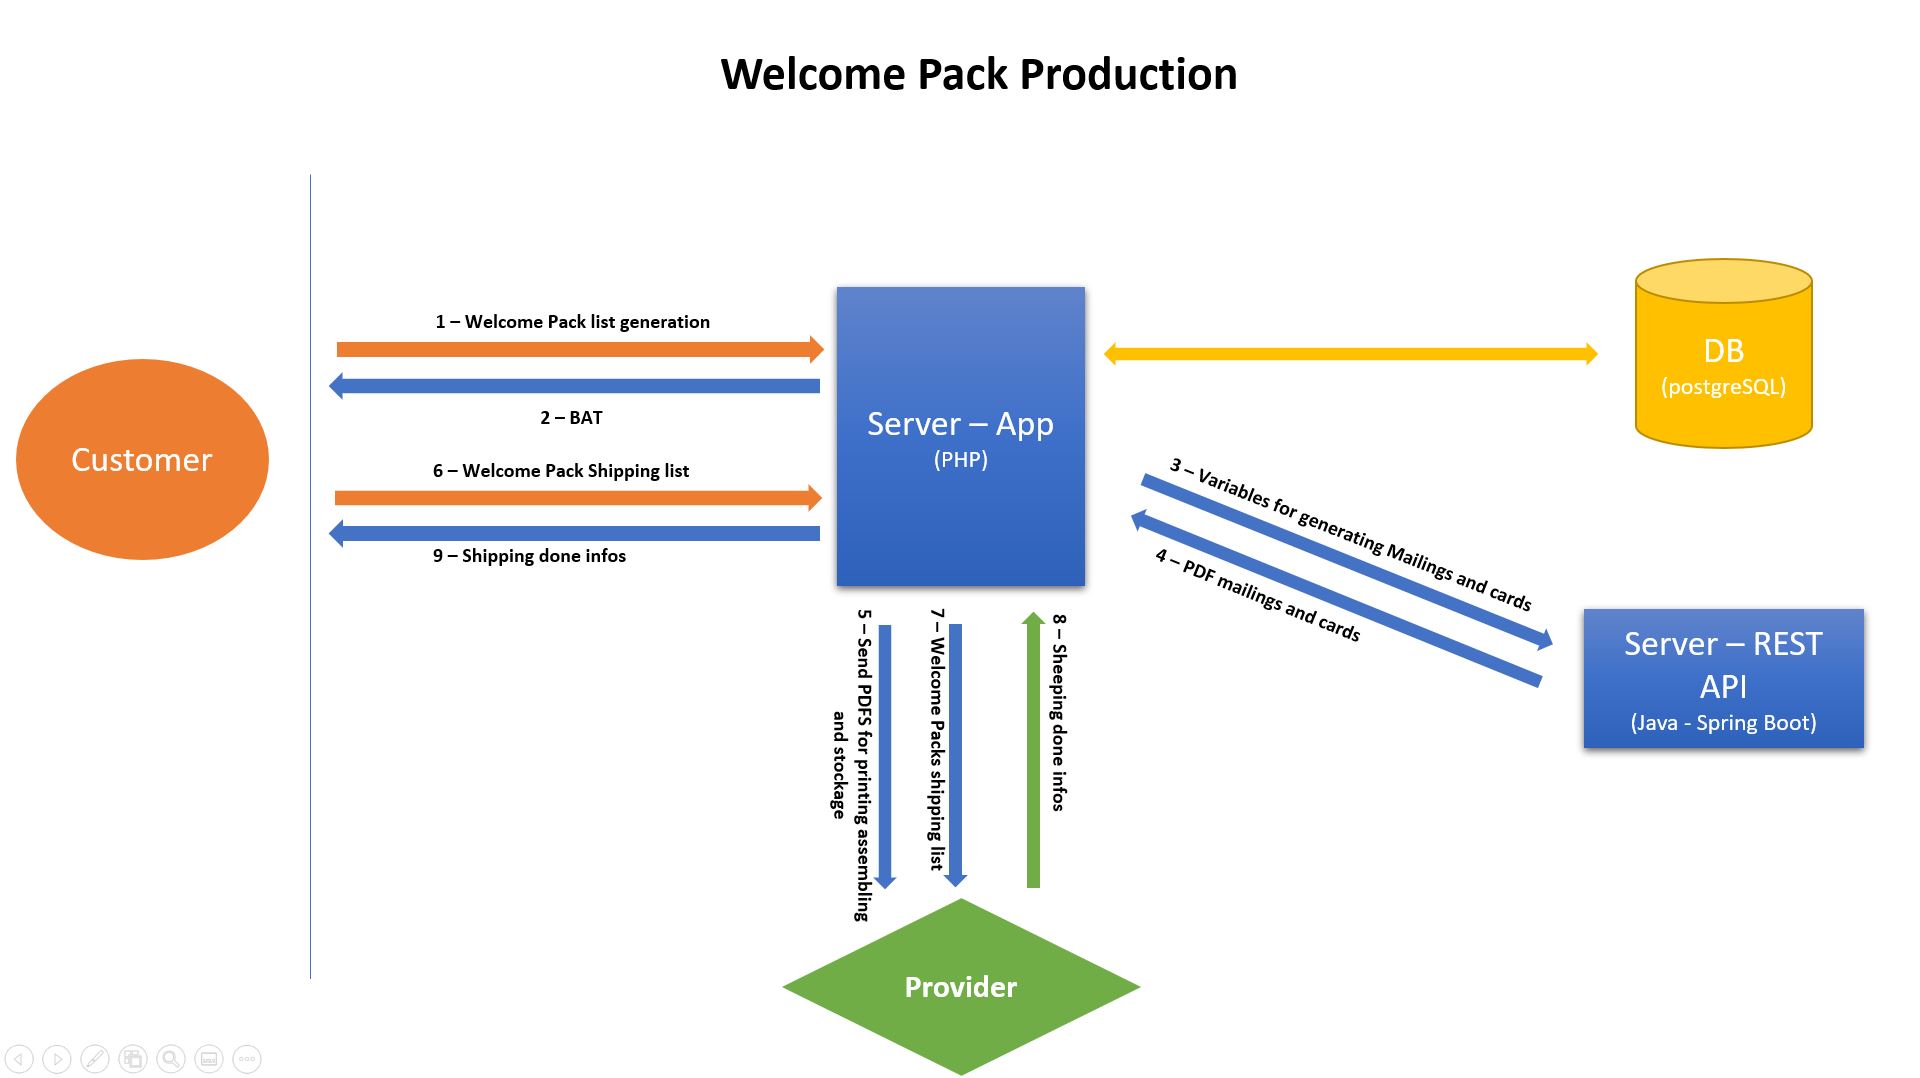 Welcome Pack Production
1 – Welcome Pack list generation
2 – BAT
6 – Welcome Pack Shipping list
9 – Shipping done infos
Customer
Server – App
(PHP)
DB
(postgreSQL)
3 – Variables for generating Mailings and cards
4 – PDF mailings and cards
Server – REST
API
(Java - Spring Boot)
5 – Send PDFS for printing assembling
and stockage
7 – Welcome Packs shipping list
8 – Sheeping done infos
Provider